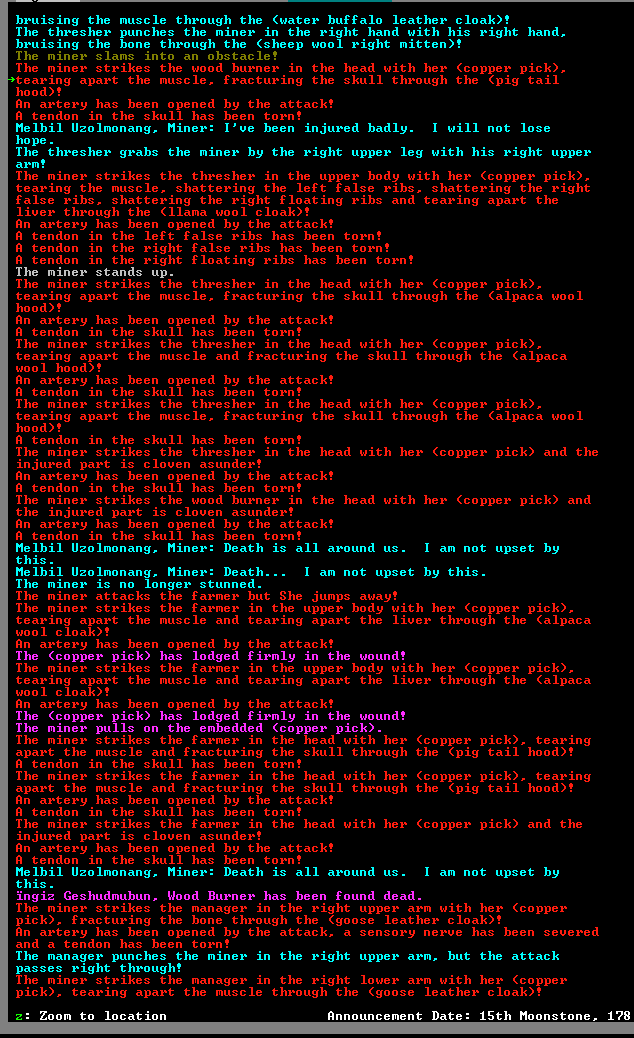 bruising the muscle through the (water buffalo leather cloak)!
The thresher punches the miner in the right hand with his right hand,
bruising the bone through the (sheep wool right mitten)!
The miner slams into an obstacle!
The miner strikes the wood burner in the head with her (copper pick),
tearing apart the muscle, fracturing the skull through the (pig tail
hood)!
An artery has been opened by the attack!
A tendon in the skull has been torn!
Melbil Uzolmonang, Miner: I've been injured badly.  I will not lose
hope.
The thresher grabs the miner by the right upper leg with his right upper
arm!
The miner strikes the thresher in the upper body with her (copper pick),
tearing the muscle, shattering the left false ribs, shattering the right
false ribs, shattering the right floating ribs and tearing apart the
liver through the (llama wool cloak)!
An artery has been opened by the attack!
A tendon in the left false ribs has been torn!
A tendon in the right false ribs has been torn!
A tendon in the right floating ribs has been torn!
The miner stands up.
The miner strikes the thresher in the head with her (copper pick),
tearing apart the muscle, fracturing the skull through the (alpaca wool
hood)!
An artery has been opened by the attack!
A tendon in the skull has been torn!
The miner strikes the thresher in the head with her (copper pick),
tearing apart the muscle and fracturing the skull through the (alpaca
wool hood)!
An artery has been opened by the attack!
A tendon in the skull has been torn!
The miner strikes the thresher in the head with her (copper pick),
tearing apart the muscle, fracturing the skull through the (alpaca wool
hood)!
A tendon in the skull has been torn!
The miner strikes the thresher in the head with her (copper pick) and the
injured part is cloven asunder!
An artery has been opened by the attack!
A tendon in the skull has been torn!
The miner strikes the wood burner in the head with her (copper pick) and
the injured part is cloven asunder!
An artery has been opened by the attack!
A tendon in the skull has been torn!
Melbil Uzolmonang, Miner: Death is all around us.  I am not upset by
this.
Melbil Uzolmonang, Miner: Death...  I am not upset by this.
The miner is no longer stunned.
The miner attacks the farmer but She jumps away!
The miner strikes the farmer in the upper body with her (copper pick),
tearing apart the muscle and tearing apart the liver through the (alpaca
wool cloak)!
An artery has been opened by the attack!
The (copper pick) has lodged firmly in the wound!
The miner strikes the farmer in the upper body with her (copper pick),
tearing apart the muscle and tearing apart the liver through the (alpaca
wool cloak)!
An artery has been opened by the attack!
The (copper pick) has lodged firmly in the wound!
The miner pulls on the embedded (copper pick).
The miner strikes the farmer in the head with her (copper pick), tearing
apart the muscle and fracturing the skull through the (pig tail hood)!
A tendon in the skull has been torn!
The miner strikes the farmer in the head with her (copper pick), tearing
apart the muscle and fracturing the skull through the (pig tail hood)!
An artery has been opened by the attack!
A tendon in the skull has been torn!
The miner strikes the farmer in the head with her (copper pick) and the
injured part is cloven asunder!
An artery has been opened by the attack!
A tendon in the skull has been torn!
Melbil Uzolmonang, Miner: Death is all around us.  I am not upset by
this.
Ïngiz Geshudmubun, Wood Burner has been found dead.
The miner strikes the manager in the right upper arm with her (copper
pick), fracturing the bone through the (goose leather cloak)!
An artery has been opened by the attack, a sensory nerve has been severed
and a tendon has been torn!
The manager punches the miner in the right upper arm, but the attack
passes right through!
The miner strikes the manager in the right lower arm with her (copper
pick), tearing apart the muscle through the (goose leather cloak)!
z: Zoom to location Announcement Date: 15th Moonstone, 178